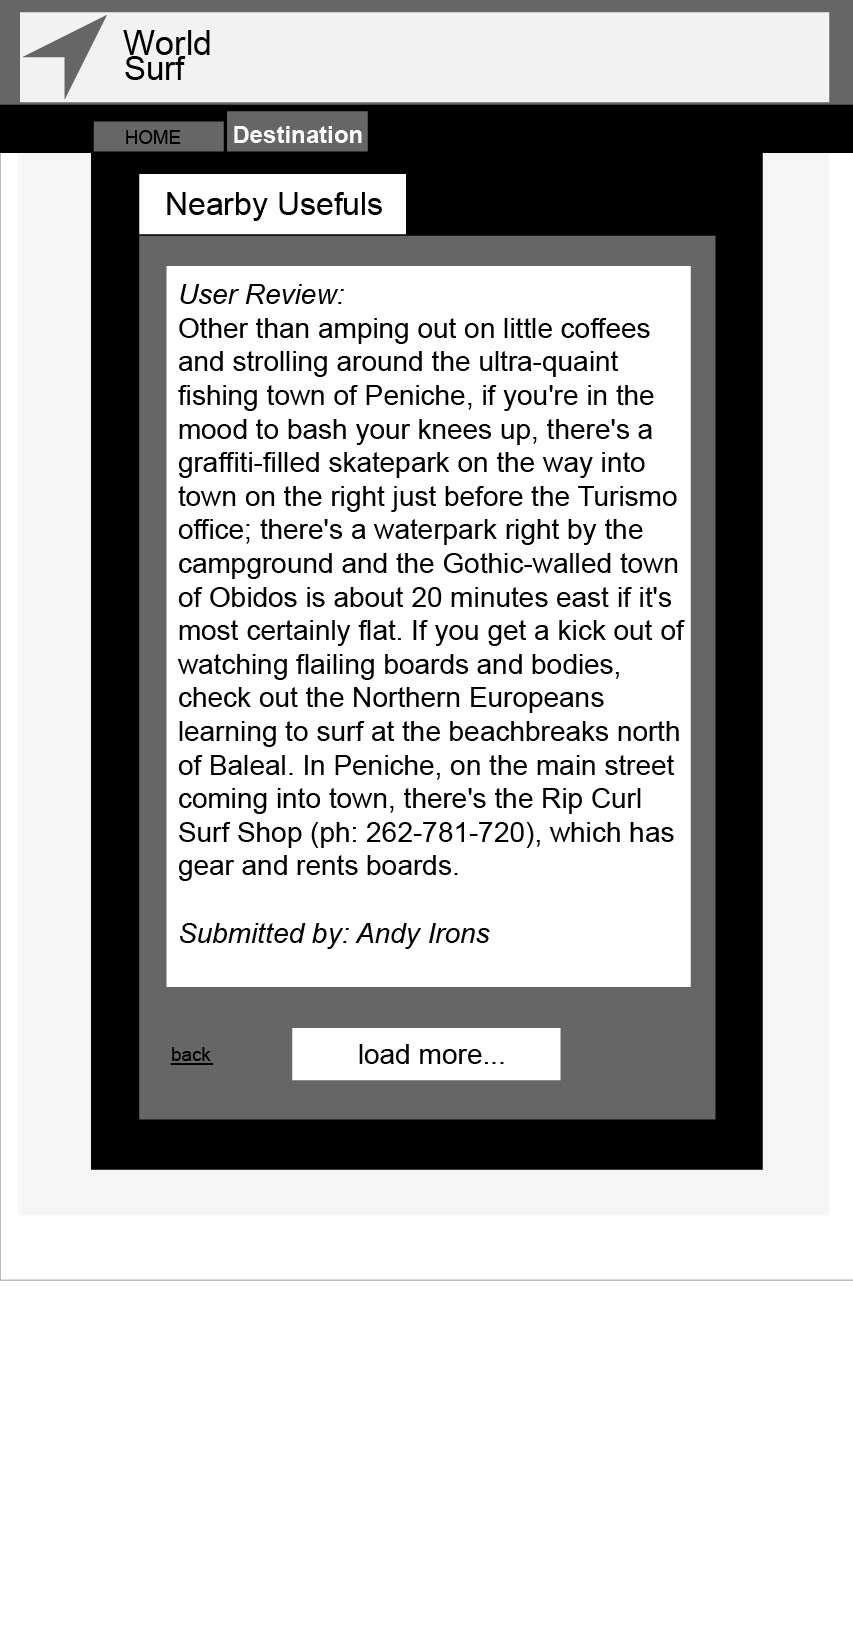 World
Surf
HOME
Destination
Nearby Usefuls
User Review:
Other than amping out on little coffees
and strolling around the ultra-quaint
fishing town of Peniche, if you're in the
mood to bash your knees up, there's a
graffiti-filled skatepark on the way into
town on the right just before the Turismo
office; there's a waterpark right by the
campground and the Gothic-walled town
of Obidos is about 20 minutes east if it's
most certainly flat. If you get a kick out of
watching flailing boards and bodies,
check out the Northern Europeans
learning to surf at the beachbreaks north
of Baleal. In Peniche, on the main street
coming into town, there's the Rip Curl
Surf Shop (ph: 262-781-720), which has
gear and rents boards.
Submitted by: Andy Irons
back
load more...